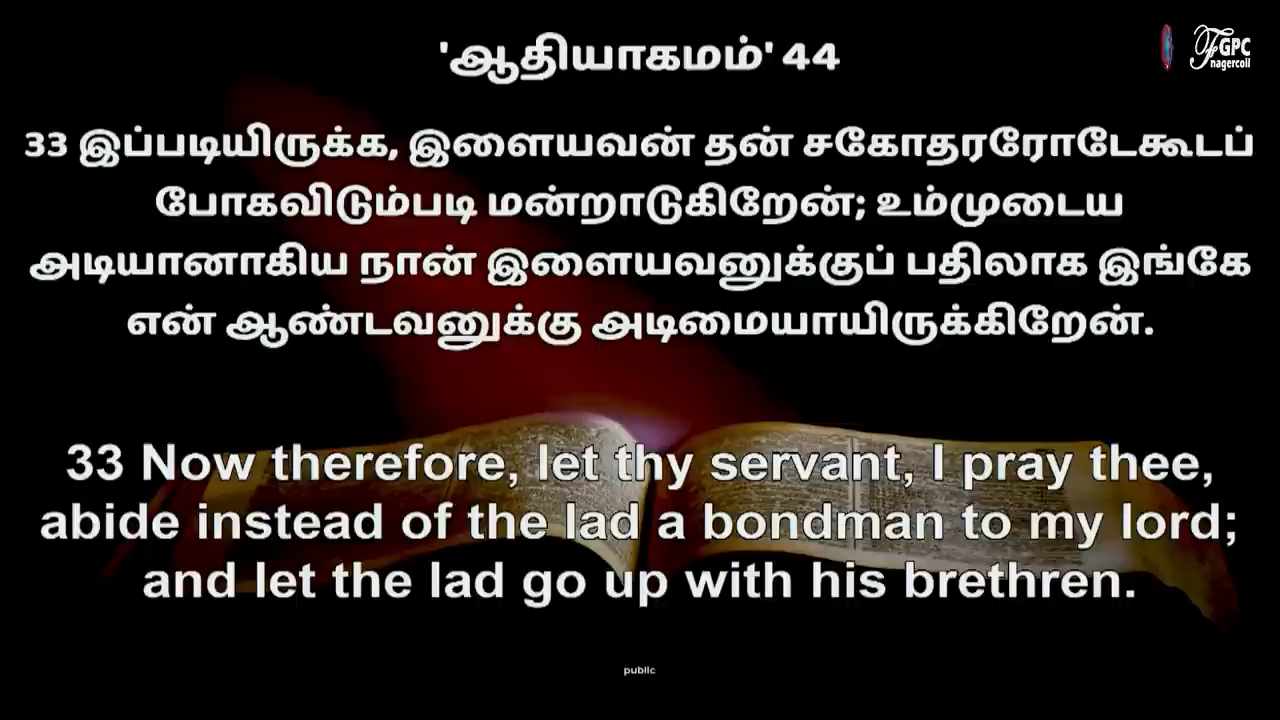 'ஆதியாகமம்' 44
FGPC
nagercoil
33 இப்படியிருக்க, இளையவன் தன் சகோதரரோடேகூடப்
போகவிடும்படி மன்றாடுகிறேன்; உம்முடைய
அடியானாகிய நான் இளையவனுக்குப் பதிலாக இங்கே
என் ஆண்டவனுக்கு அடிமையாயிருக்கிறேன்.
33 Now therefore, let thy servant, I pray thee,
abide instead of the lad a bondman to my lord;
and let the lad go up with his brethren.
public